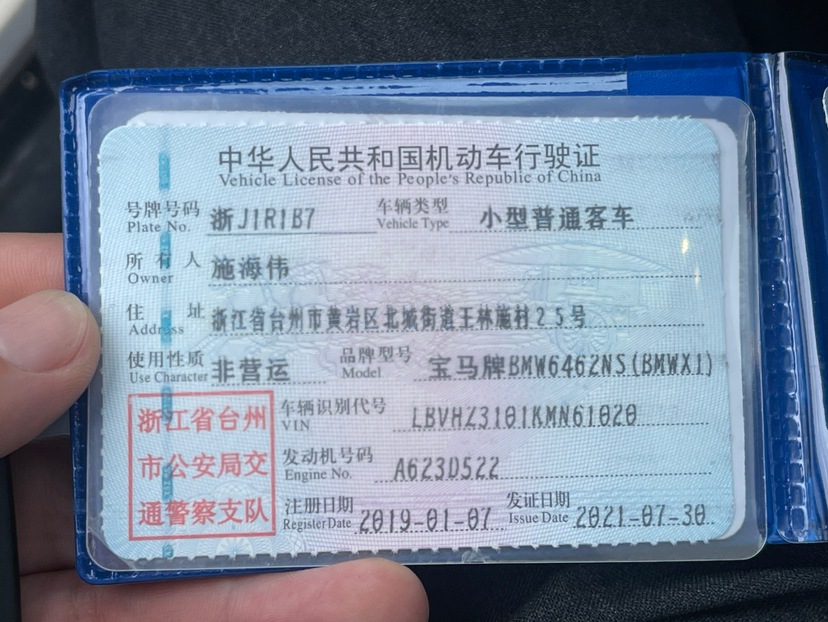 中华人民共和国机动车行驶证
Vehicle License of the People's Republic of China
号牌号码 浙J1R1B7 车辆类型 小型普通客车
Plate No. Vehicle Type
所有人 施海伟
Owner
住址 浙江省台州市黄岩区北城街道王林施村25号
Address
使用性质 非营运 品牌型号 宝马牌BMW6462NS(BMWX1)
Use Character Model
浙江省台州
市公安局交
通警察支队
车辆识别代号 LBVHZ3101KMN61020
VIN
发动机号码 A623D522
Engine No.
注册日期 2019-01-07 发证日期 2021-07-30
Register Date Issue Date